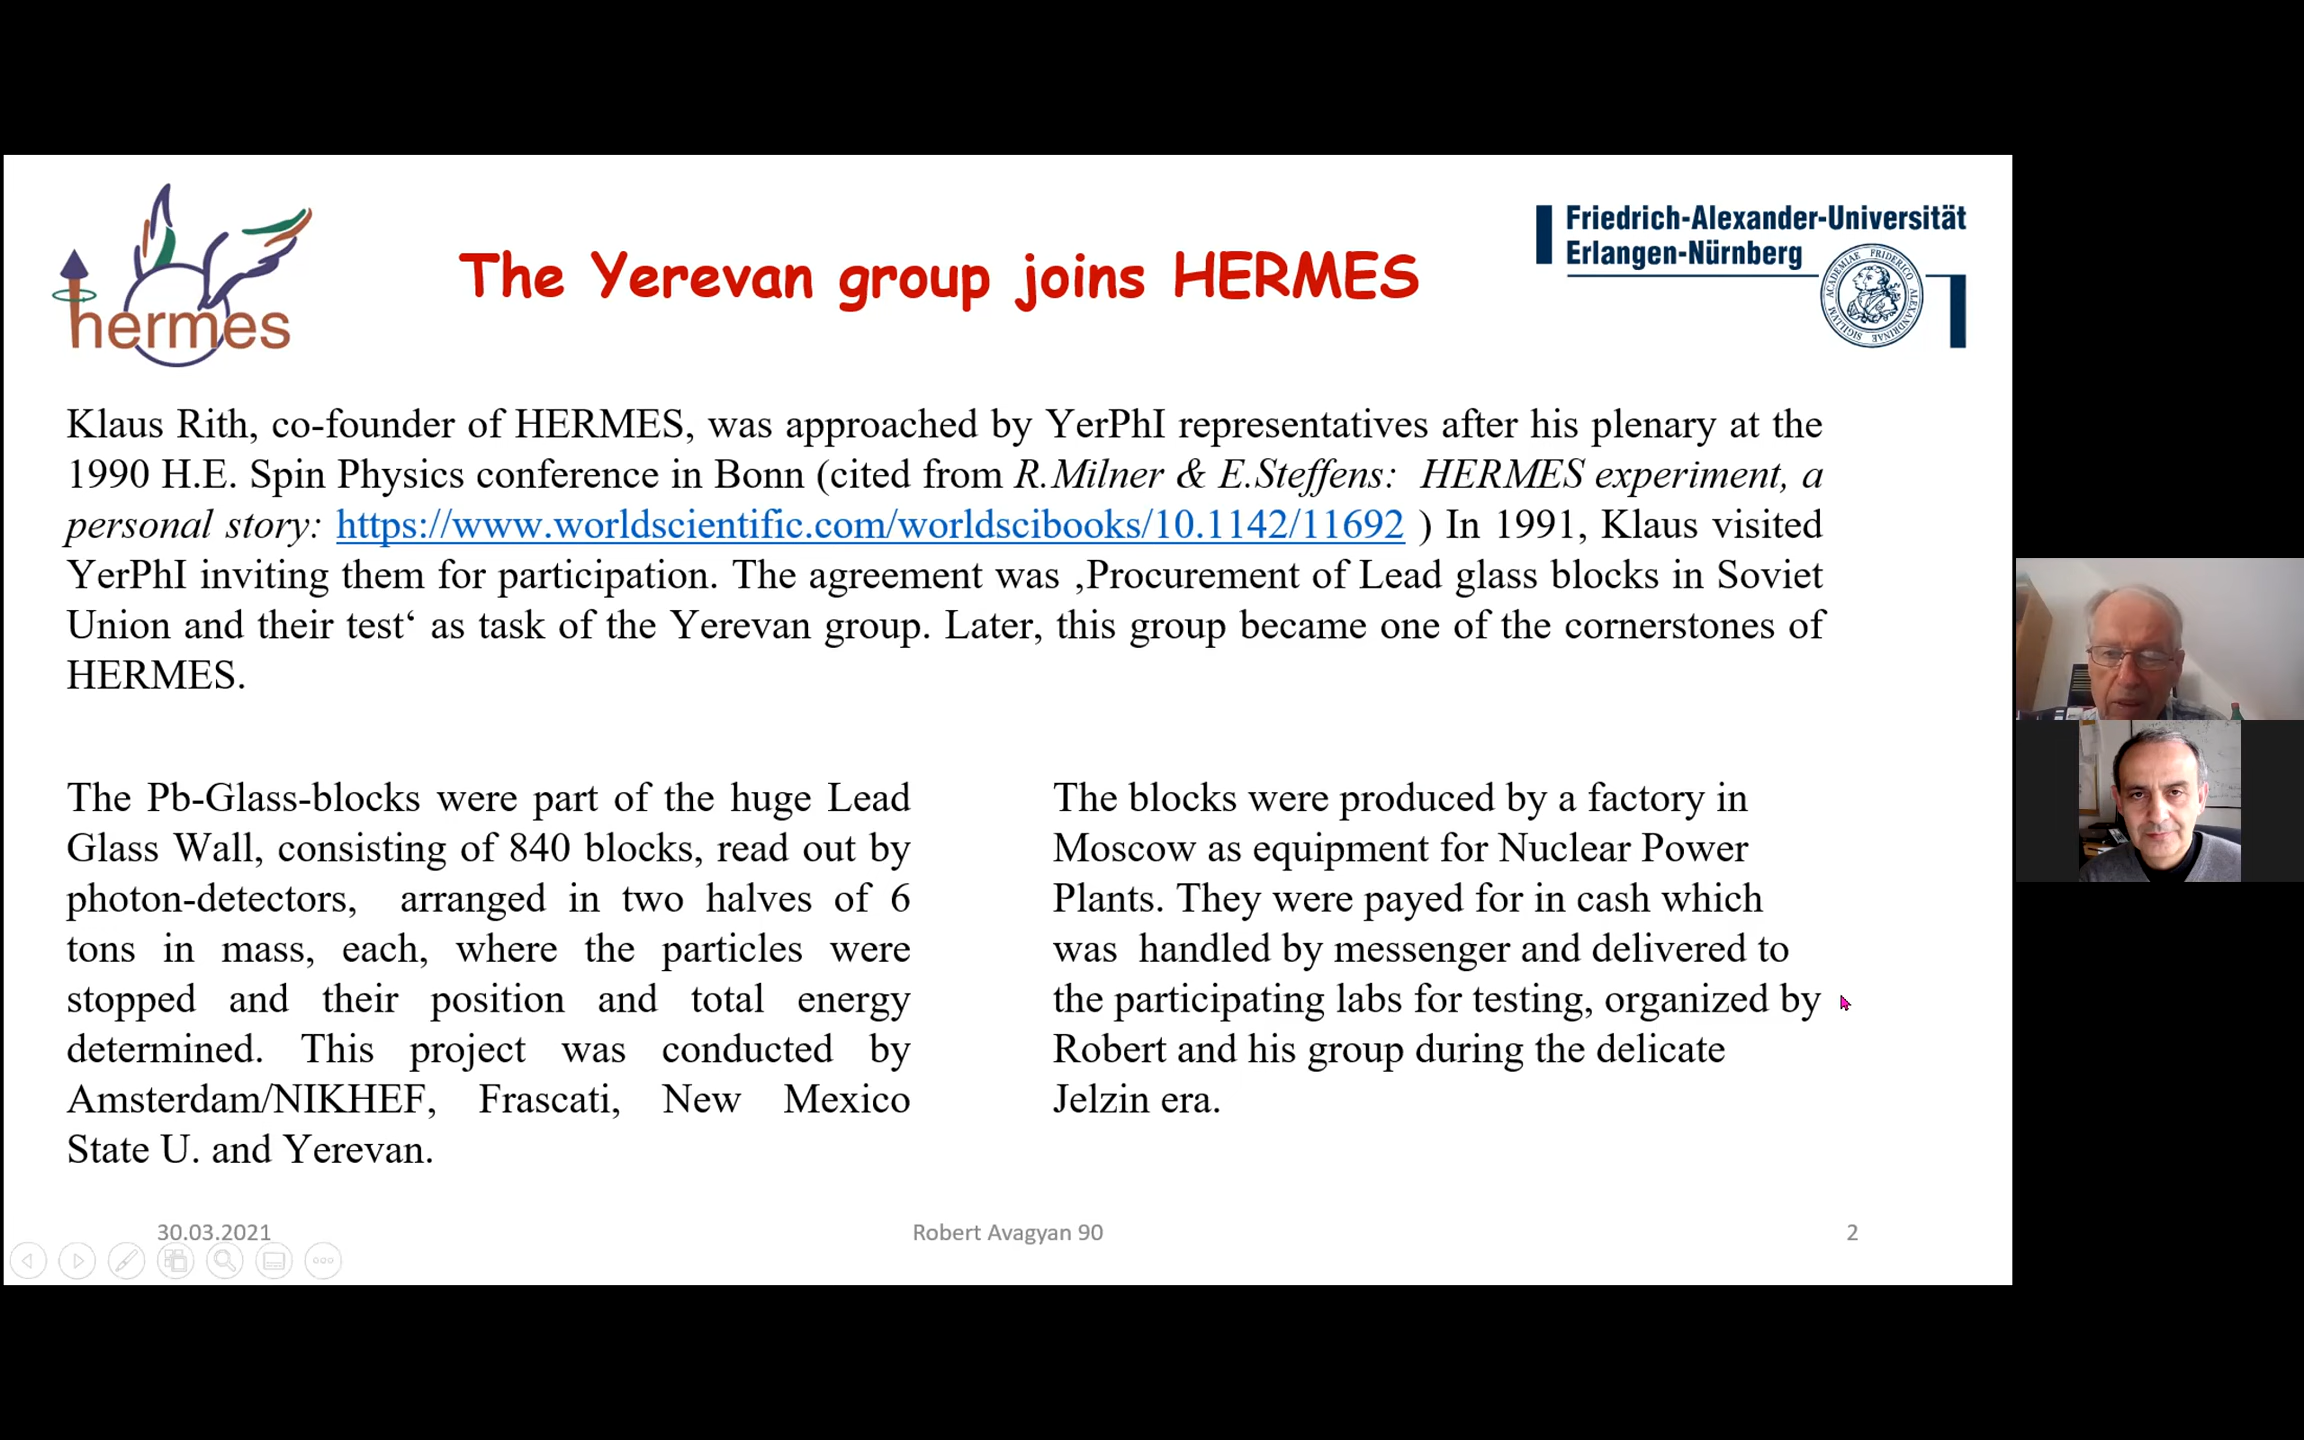 hermes
The Yerevan group joins HERMES
Friedrich-Alexander-Universität
Erlangen-Nürnberg
Klaus Rith, co-founder of HERMES, was approached by YerPhI representatives after his plenary at the
1990 H.E. Spin Physics conference in Bonn (cited from R.Milner & E.Steffens: HERMES experiment, a
personal story: https://www.worldscientific.com/worldscibooks/10.1142/11692 ) In 1991, Klaus visited
YerPhI inviting them for participation. The agreement was ‚Procurement of Lead glass blocks in Soviet
Union and their test‘ as task of the Yerevan group. Later, this group became one of the cornerstones of
HERMES.
The Pb-Glass-blocks were part of the huge Lead
Glass Wall, consisting of 840 blocks, read out by
photon-detectors, arranged in two halves of 6
tons in mass, each, where the particles were
stopped and their position and total energy
determined. This project was conducted by
Amsterdam/NIKHEF, Frascati, New Mexico
State U. and Yerevan.
The blocks were produced by a factory in
Moscow as equipment for Nuclear Power
Plants. They were payed for in cash which
was handled by messenger and delivered to
the participating labs for testing, organized by
Robert and his group during the delicate
Jelzin era.
30.03.2021
Robert Avagyan 90
2